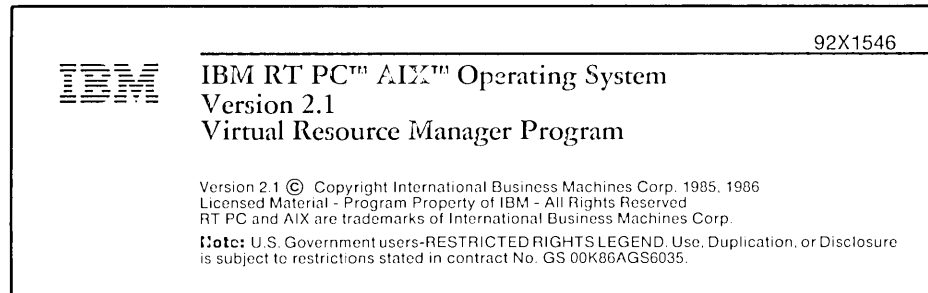 92X1546
IBM
IBM RT PC™ AIX™ Operating System
Version 2.1
Virtual Resource Manager Program
Version 2.1 © Copyright International Business Machines Corp. 1985, 1986
Licensed Material - Program Property of IBM - All Rights Reserved
RT PC and AIX are trademarks of International Business Machines Corp.
Note: U.S. Government users-RESTRICTED RIGHTS LEGEND. Use, Duplication, or Disclosure
is subject to restrictions stated in contract No. GS 00K86AGS6035.